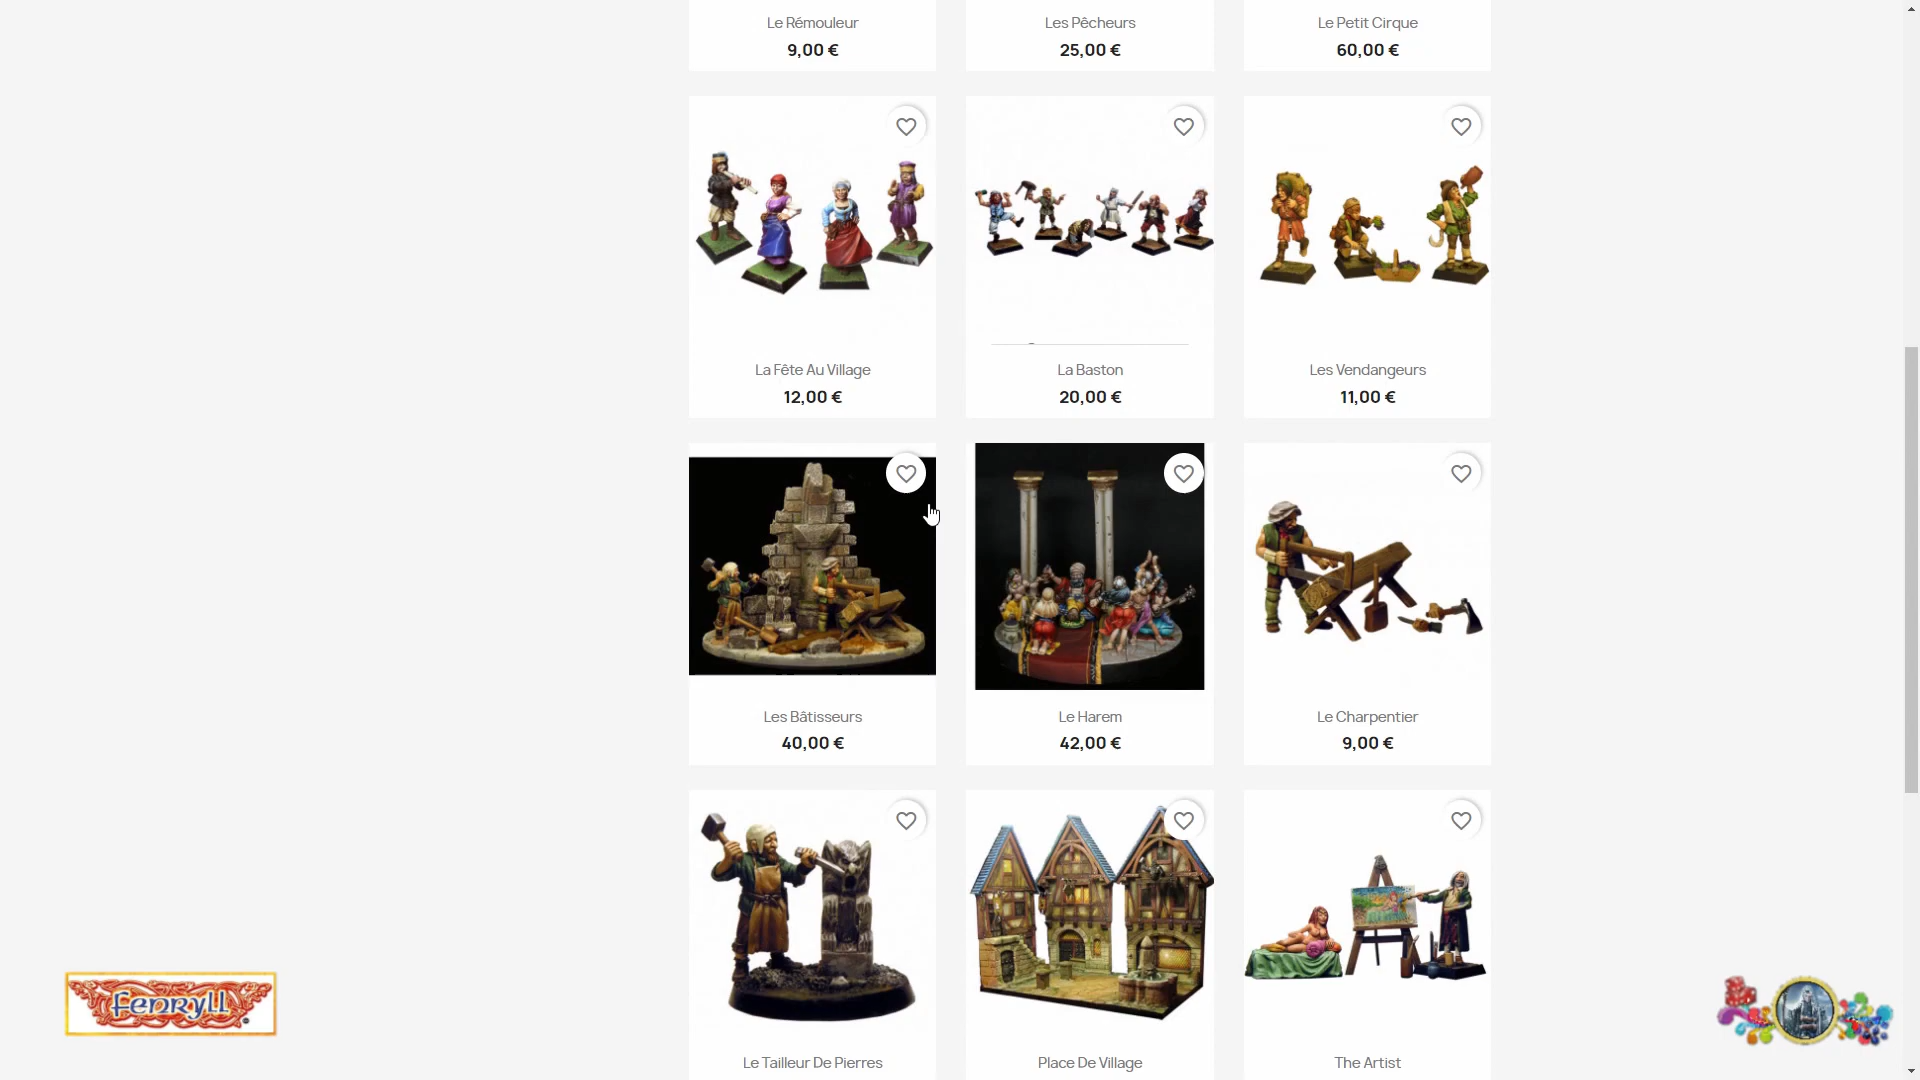 Le Rémouleur
9,00 €
Les Pêcheurs
25,00 €
Le Petit Cirque
60,00 €
La Fête Au Village
12,00 €
La Baston
20,00 €
Les Vendangeurs
11,00 €
Les Bâtisseurs
40,00 €
Le Harem
42,00 €
Le Charpentier
9,00 €
Le Tailleur De Pierres
Place De Village
The Artist
fenryll